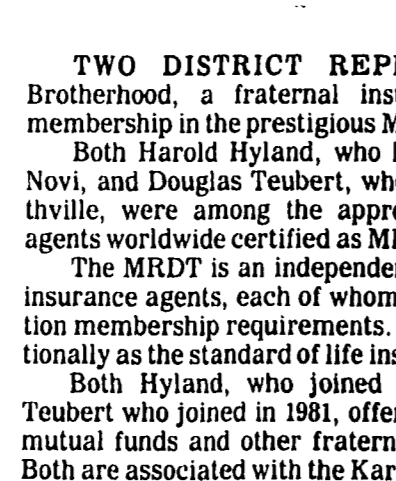 TWO DISTRICT REP
Brotherhood, a fraternal ins
membership in the prestigious M
Both Harold Hyland, who
Novi, and Douglas Teubert, wh
thville, were among the appr
agents worldwide certified as M
The MRDT is an independe
insurance agents, each of whom
tion membership requirements.
tionally as the standard of life ins
Both Hyland, who joined
Teubert who joined in 1981, offe
mutual funds and other fratern
Both are associated with the Kar